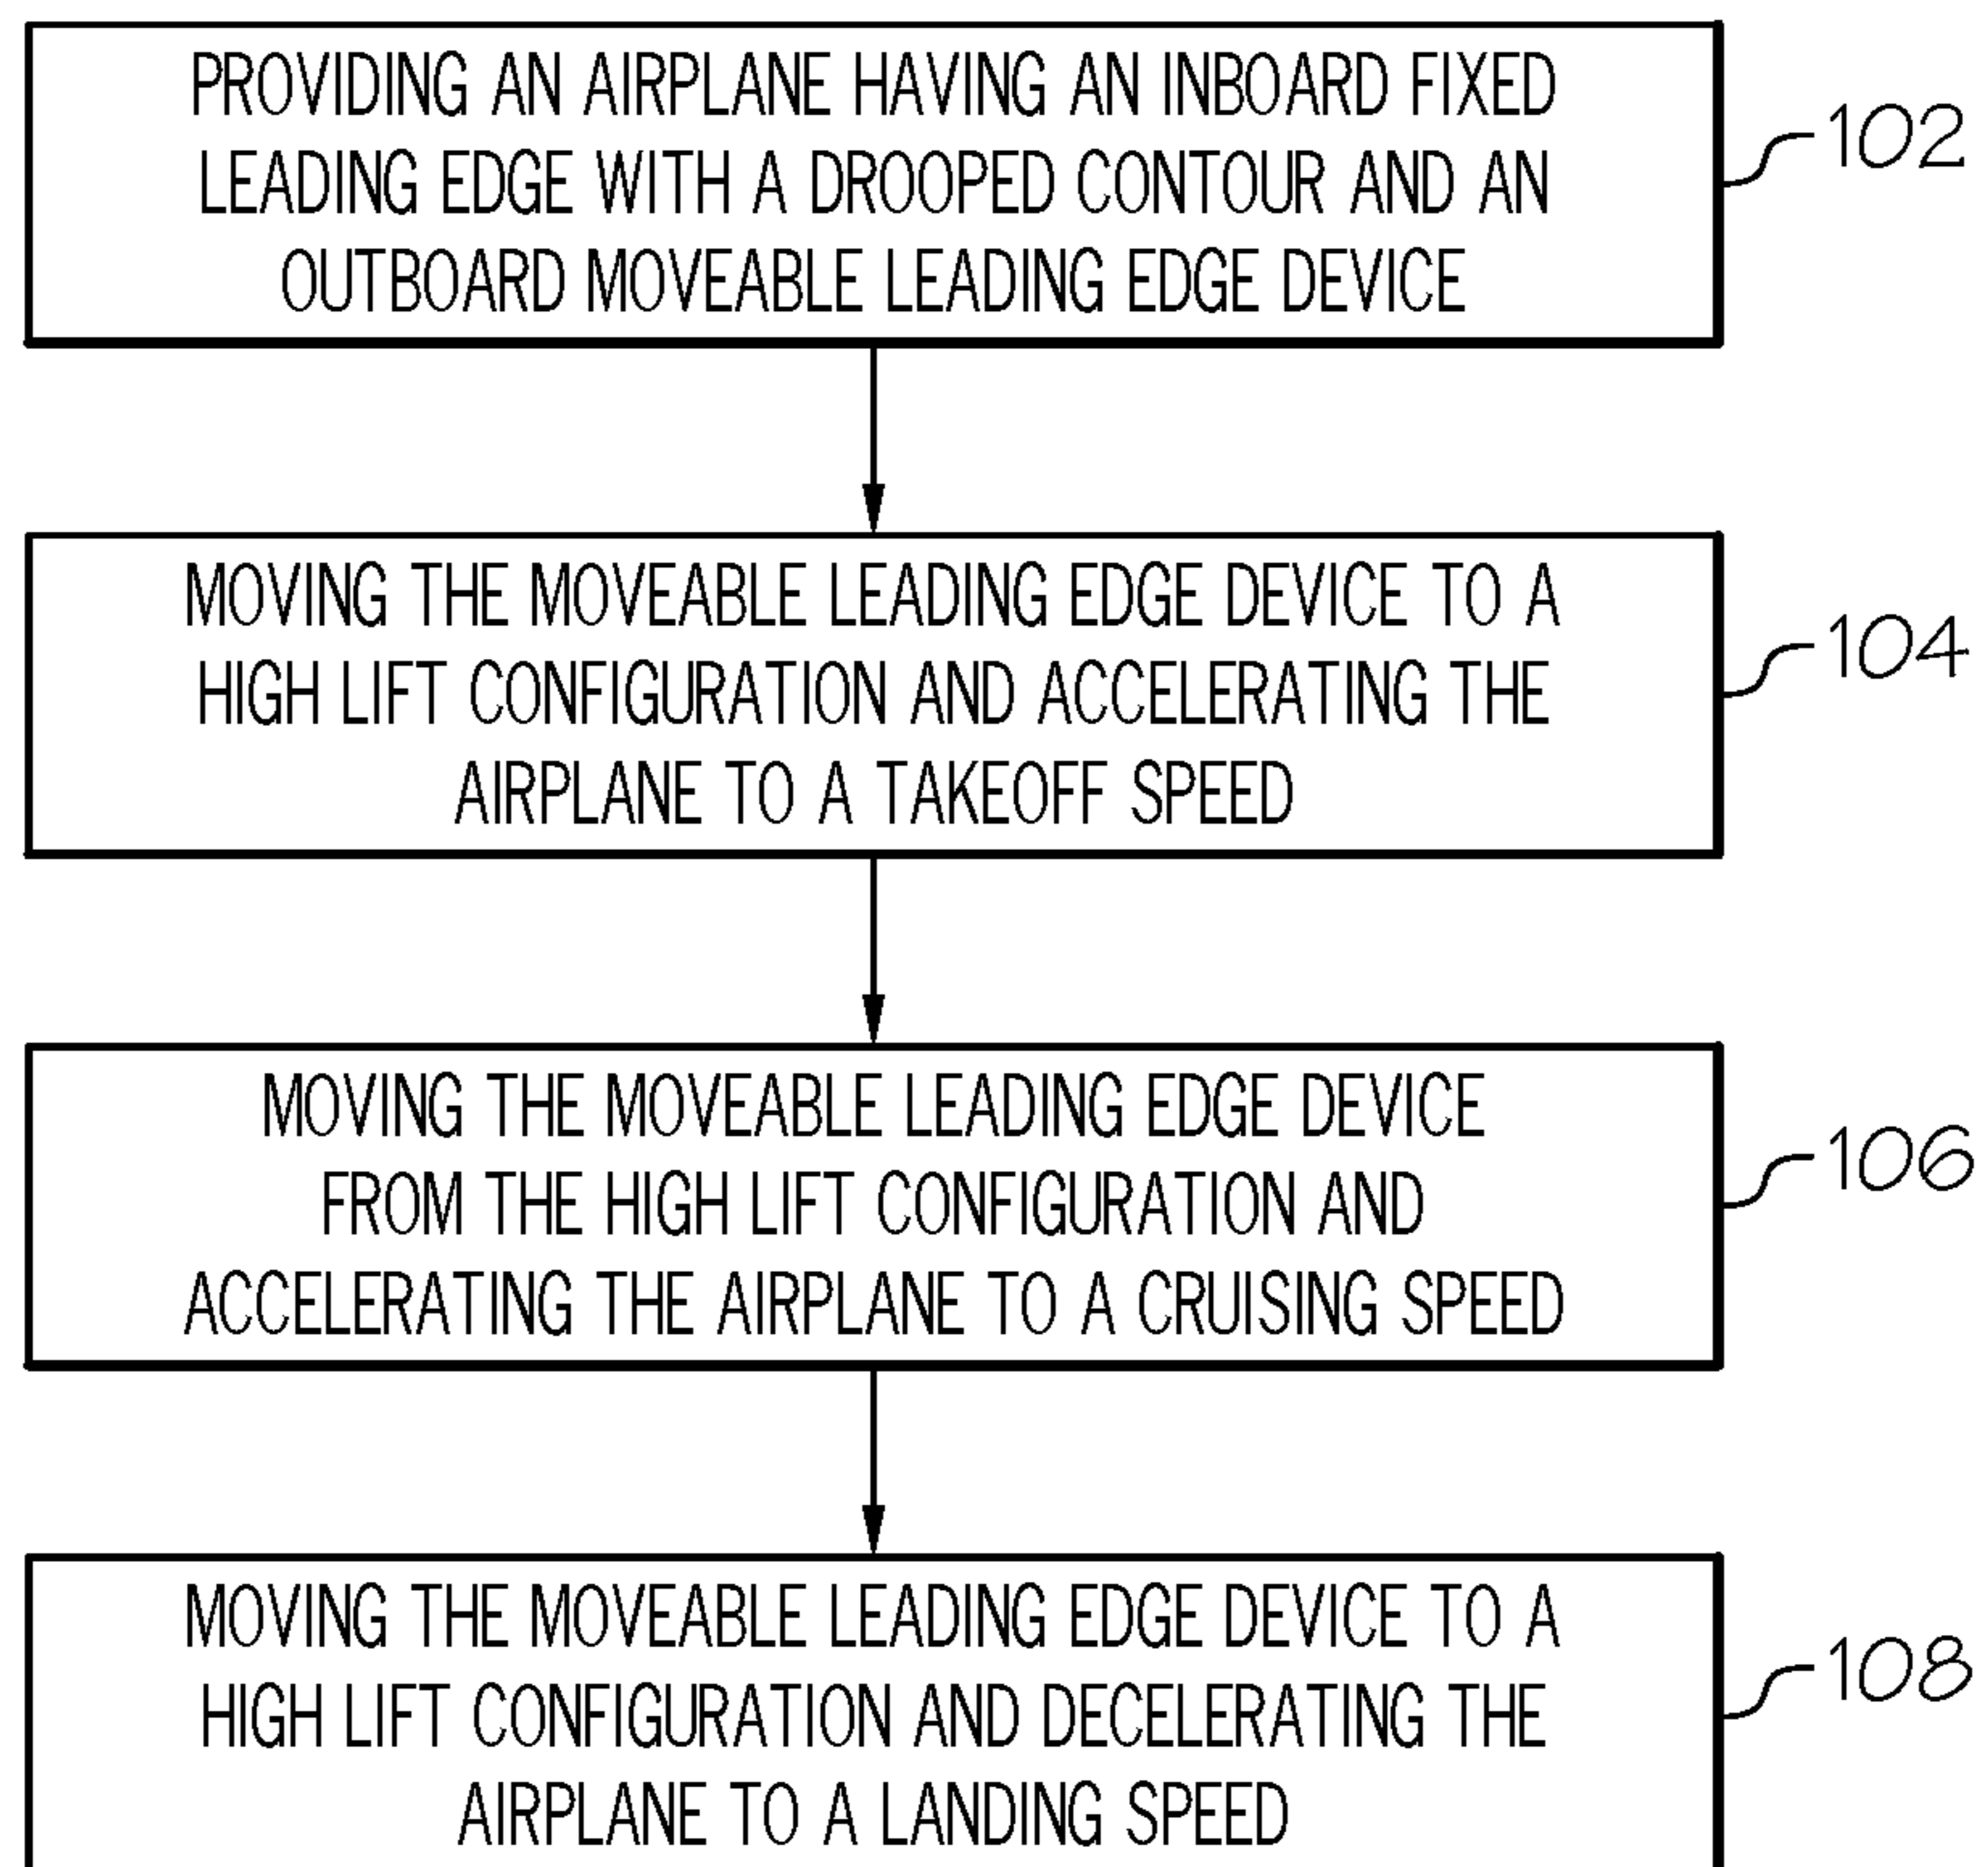 PROVIDING AN AIRPLANE HAVING AN INBOARD FIXED
LEADING EDGE WITH A DROOPED CONTOUR AND AN
OUTBOARD MOVEABLE LEADING EDGE DEVICE
102
MOVING THE MOVEABLE LEADING EDGE DEVICE TO A
HIGH LIFT CONFIGURATION AND ACCELERATING THE
AIRPLANE TO A TAKEOFF SPEED
104
MOVING THE MOVEABLE LEADING EDGE DEVICE
FROM THE HIGH LIFT CONFIGURATION AND
ACCELERATING THE AIRPLANE TO A CRUISING SPEED
106
MOVING THE MOVEABLE LEADING EDGE DEVICE TO A
HIGH LIFT CONFIGURATION AND DECELERATING THE
AIRPLANE TO A LANDING SPEED
108